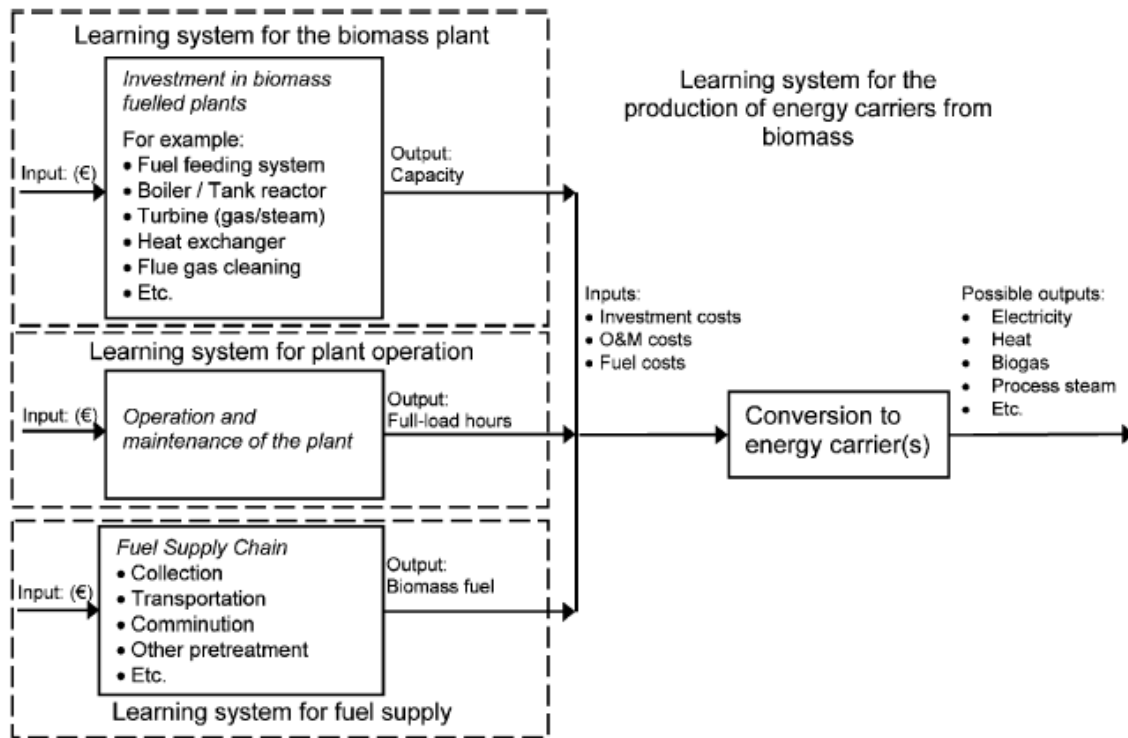 Learning system for the biomass plant
Investment in biomass
fuelled plants
For example:
• Fuel feeding system
• Boiler / Tank reactor
• Turbine (gas/steam)
• Heat exchanger
• Flue gas cleaning
• Etc.
Input: (€)
Output:
Capacity
Learning system for the
production of energy carriers from
biomass
Learning system for plant operation
Input: (€)
Operation and
maintenance of the plant
Output:
Full-load hours
Inputs:
• Investment costs
• O&M costs
• Fuel costs
Conversion to
energy carrier(s)
Possible outputs:
• Electricity
• Heat
• Biogas
• Process steam
• Etc.
Fuel Supply Chain
• Collection
• Transportation
• Comminution
• Other pretreatment
• Etc.
Input: (€)
Output:
Biomass fuel
Learning system for fuel supply